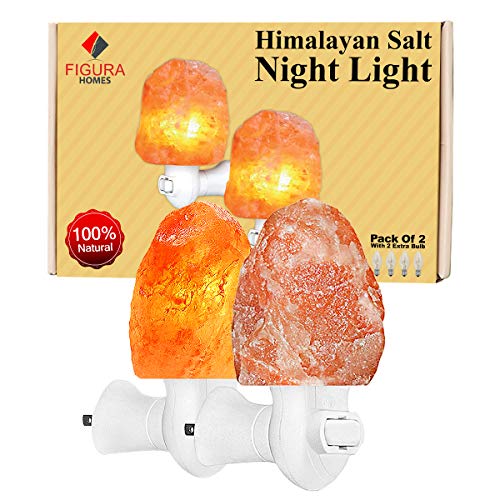 FIGURA
HOMES
Himalayan Salt
Night Light
100%
Natural
Pack Of 2
With 2 Extra Bulb